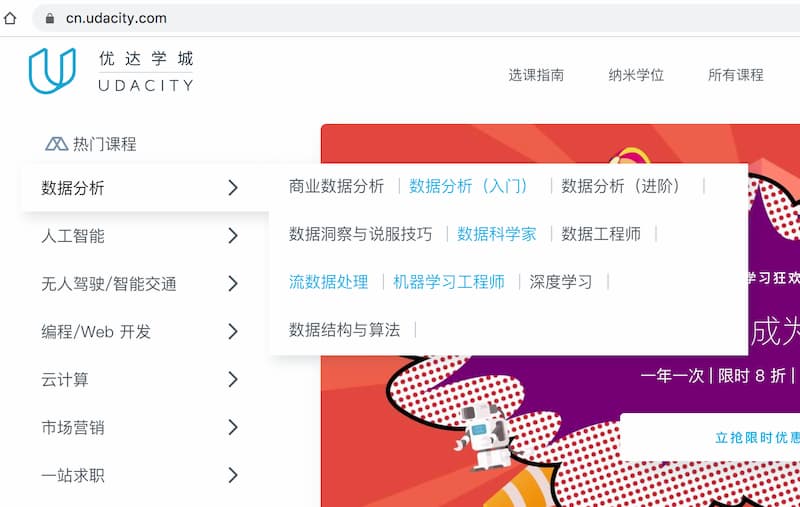 cn.udacity.com
优达学城
UDACITY
选课指南 纳米学位 所有课程
热门课程
数据分析
人工智能
无人驾驶/智能交通
编程/Web 开发
云计算
市场营销
一站求职
商业数据分析 | 数据分析（入门） | 数据分析（进阶） |
数据洞察与说服技巧 | 数据科学家 | 数据工程师 |
流数据处理 | 机器学习工程师 | 深度学习 |
数据结构与算法 |
学习狂欢
成为
一年一次 | 限时 8 折 |
立抢限时优惠